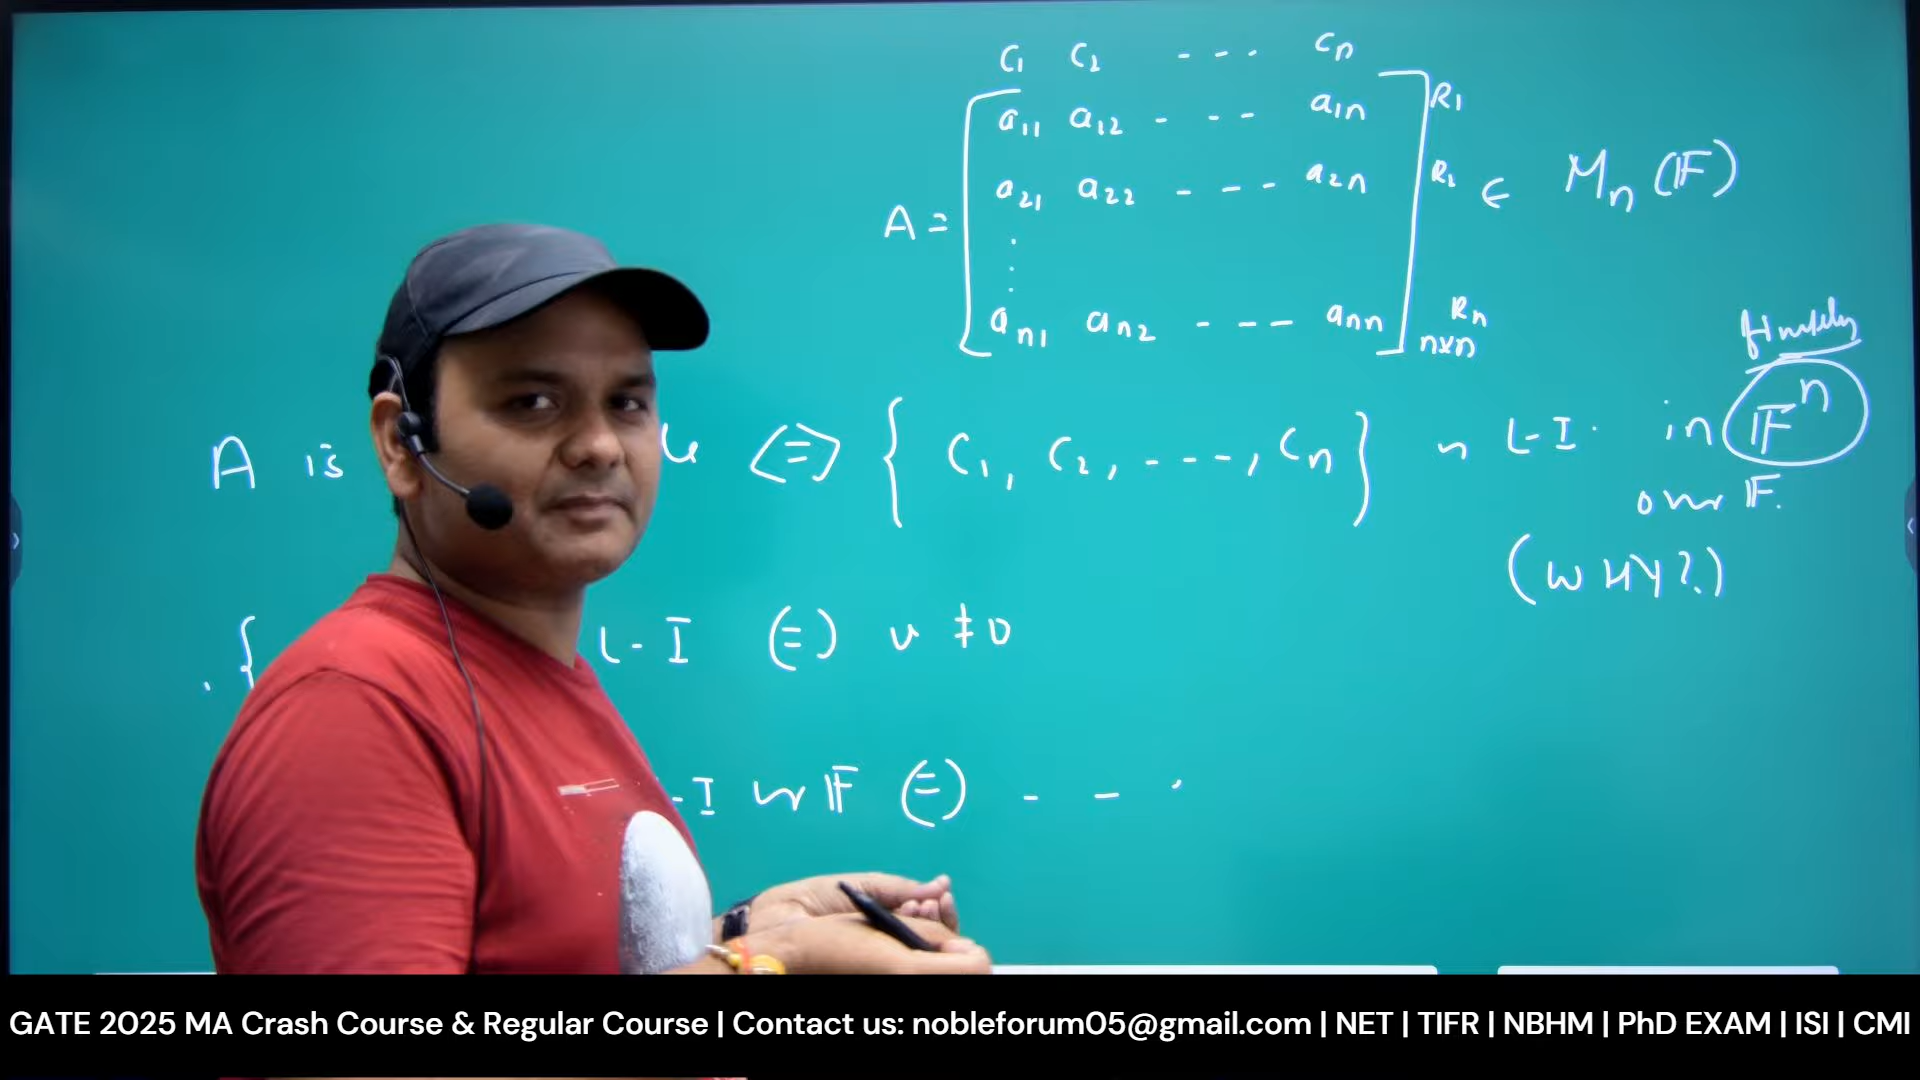 C₁ C₂ - - - Cₙ
a₁₁ a₁₂ - - - a₁ₙ R₁
a₂₁ a₂₂ - - - a₂ₙ R₂ ∈ Mₙ (𝔽)
A =
aₙ₁ aₙ₂ - - - aₙₙ Rₙ
n×n
A is ⟺ { C₁, C₂, - - - , Cₙ } L-I. in 𝔽ⁿ
over 𝔽.
(WHY?)
{ L-I ⟺ v ≠ 0
-I 𝔽 ⟺ - - .
GATE 2025 MA Crash Course & Regular Course | Contact us: nobleforum05@gmail.com | NET | TIFR | NBHM | PhD EXAM | ISI | CMI